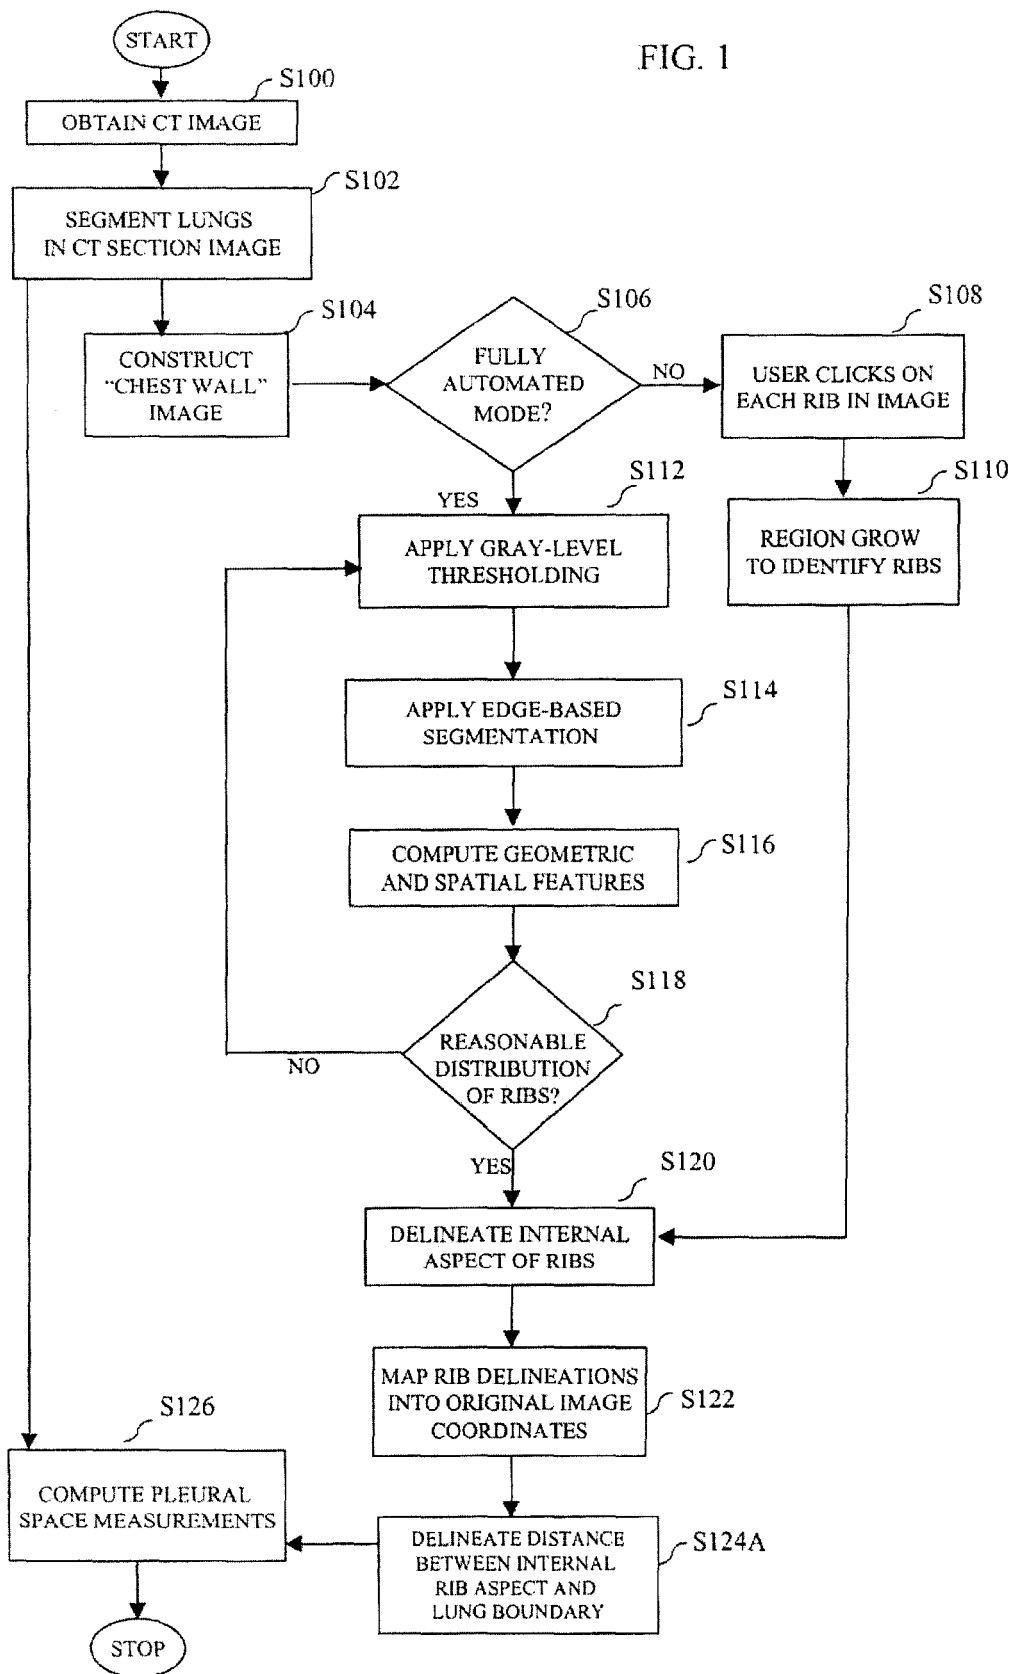 START
FIG. 1
S100
OBTAIN CT IMAGE
S102
SEGMENT LUNGS
IN CT SECTION IMAGE
S104
CONSTRUCT
"CHEST WALL"
IMAGE
S106
FULLY
AUTOMATED
MODE?
NO
S108
USER CLICKS ON
EACH RIB IN IMAGE
S110
REGION GROW
TO IDENTIFY RIBS
YES
S112
APPLY GRAY-LEVEL
THRESHOLDING
S114
APPLY EDGE-BASED
SEGMENTATION
S116
COMPUTE GEOMETRIC
AND SPATIAL FEATURES
S118
REASONABLE
DISTRIBUTION
OF RIBS?
NO
YES
S120
DELINEATE INTERNAL
ASPECT OF RIBS
MAP RIB DELINEATIONS
INTO ORIGINAL IMAGE
COORDINATES
S122
S126
COMPUTE PLEURAL
SPACE MEASUREMENTS
DELINEATE DISTANCE
BETWEEN INTERNAL
RIB ASPECT AND
LUNG BOUNDARY
S124A
STOP